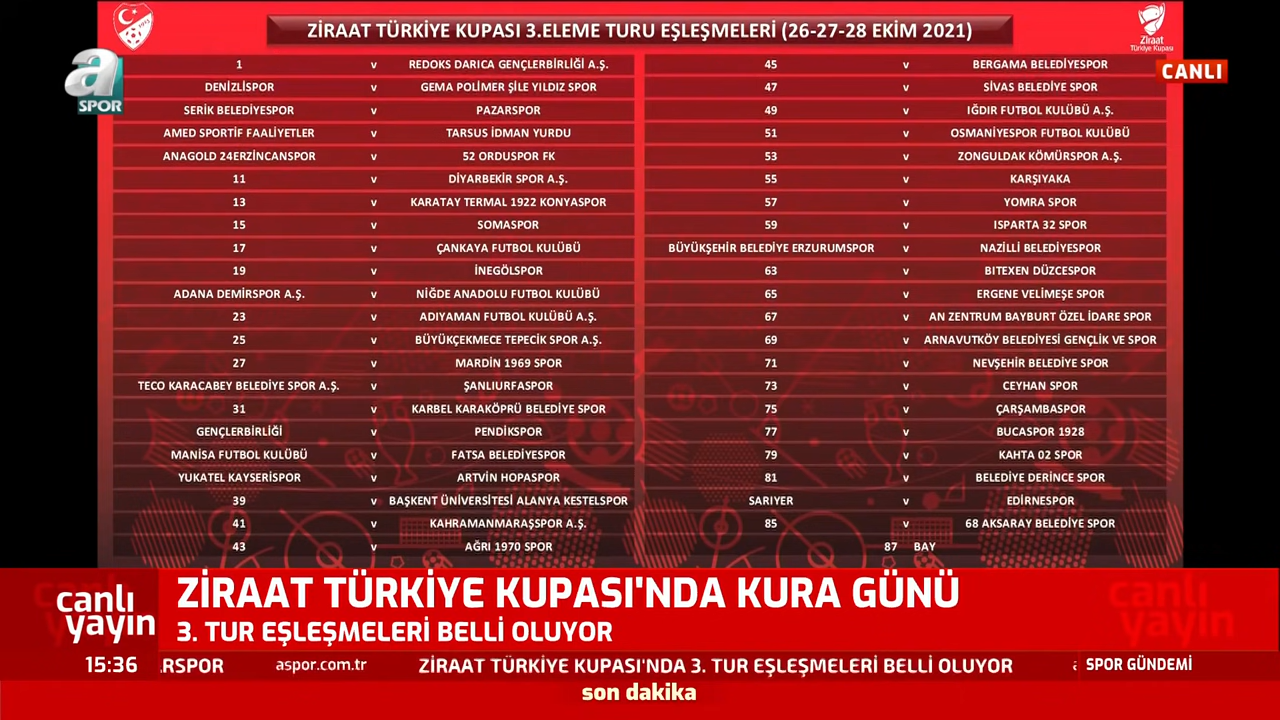 ZİRAAT TÜRKİYE KUPASI 3.ELEME TURU EŞLEŞMELERİ (26-27-28 EKİM 2021)
1923
Ziraat
Türkiye Kupası
a
SPOR
CANLI
1 v REDOKS DARICA GENÇLERBİRLİĞİ A.Ş.
DENİZLİSPOR v GEMA POLİMER ŞİLE YILDIZ SPOR
SERİK BELEDİYESPOR v PAZARSPOR
AMED SPORTİF FAALİYETLER v TARSUS İDMAN YURDU
ANAGOLD 24ERZİNCANSPOR v 52 ORDUSPOR FK
11 v DİYARBEKİR SPOR A.Ş.
13 v KARATAY TERMAL 1922 KONYASPOR
15 v SOMASPOR
17 v ÇANKAYA FUTBOL KULÜBÜ
19 v İNEGÖLSPOR
ADANA DEMİRSPOR A.Ş. v NİĞDE ANADOLU FUTBOL KULÜBÜ
23 v ADIYAMAN FUTBOL KULÜBÜ A.Ş.
25 v BÜYÜKÇEKMECE TEPECİK SPOR A.Ş.
27 v MARDİN 1969 SPOR
TECO KARACABEY BELEDİYE SPOR A.Ş. v ŞANLIURFASPOR
31 v KARBEL KARAKÖPRÜ BELEDİYE SPOR
GENÇLERBİRLİĞİ v PENDİKSPOR
MANİSA FUTBOL KULÜBÜ v FATSA BELEDİYESPOR
YUKATEL KAYSERİSPOR v ARTVİN HOPASPOR
39 v BAŞKENT ÜNİVERSİTESİ ALANYA KESTELSPOR
41 v KAHRAMANMARAŞSPOR A.Ş.
43 v AĞRI 1970 SPOR
45 v BERGAMA BELEDİYESPOR
47 v SİVAS BELEDİYE SPOR
49 v IĞDIR FUTBOL KULÜBÜ A.Ş.
51 v OSMANİYESPOR FUTBOL KULÜBÜ
53 v ZONGULDAK KÖMÜRSPOR A.Ş.
55 v KARŞIYAKA
57 v YOMRA SPOR
59 v ISPARTA 32 SPOR
BÜYÜKŞEHİR BELEDİYE ERZURUMSPOR v NAZİLLİ BELEDİYESPOR
63 v BITEXEN DÜZCESPOR
65 v ERGENE VELİMEŞE SPOR
67 v AN ZENTRUM BAYBURT ÖZEL İDARE SPOR
69 v ARNAVUTKÖY BELEDİYESİ GENÇLİK VE SPOR
71 v NEVŞEHİR BELEDİYE SPOR
73 v CEYHAN SPOR
75 v ÇARŞAMBASPOR
77 v BUCASPOR 1928
79 v KAHTA 02 SPOR
81 v BELEDİYE DERİNCE SPOR
SARIYER v EDİRNESPOR
85 v 68 AKSARAY BELEDİYE SPOR
87 BAY
canlı
yayın
ZİRAAT TÜRKİYE KUPASI'NDA KURA GÜNÜ
3. TUR EŞLEŞMELERİ BELLİ OLUYOR
canlı
yayın
15:36 ARSPOR aspor.com.tr ZİRAAT TÜRKİYE KUPASI'NDA 3. TUR EŞLEŞMELERİ BELLİ OLUYOR SPOR GÜNDEMİ
son dakika